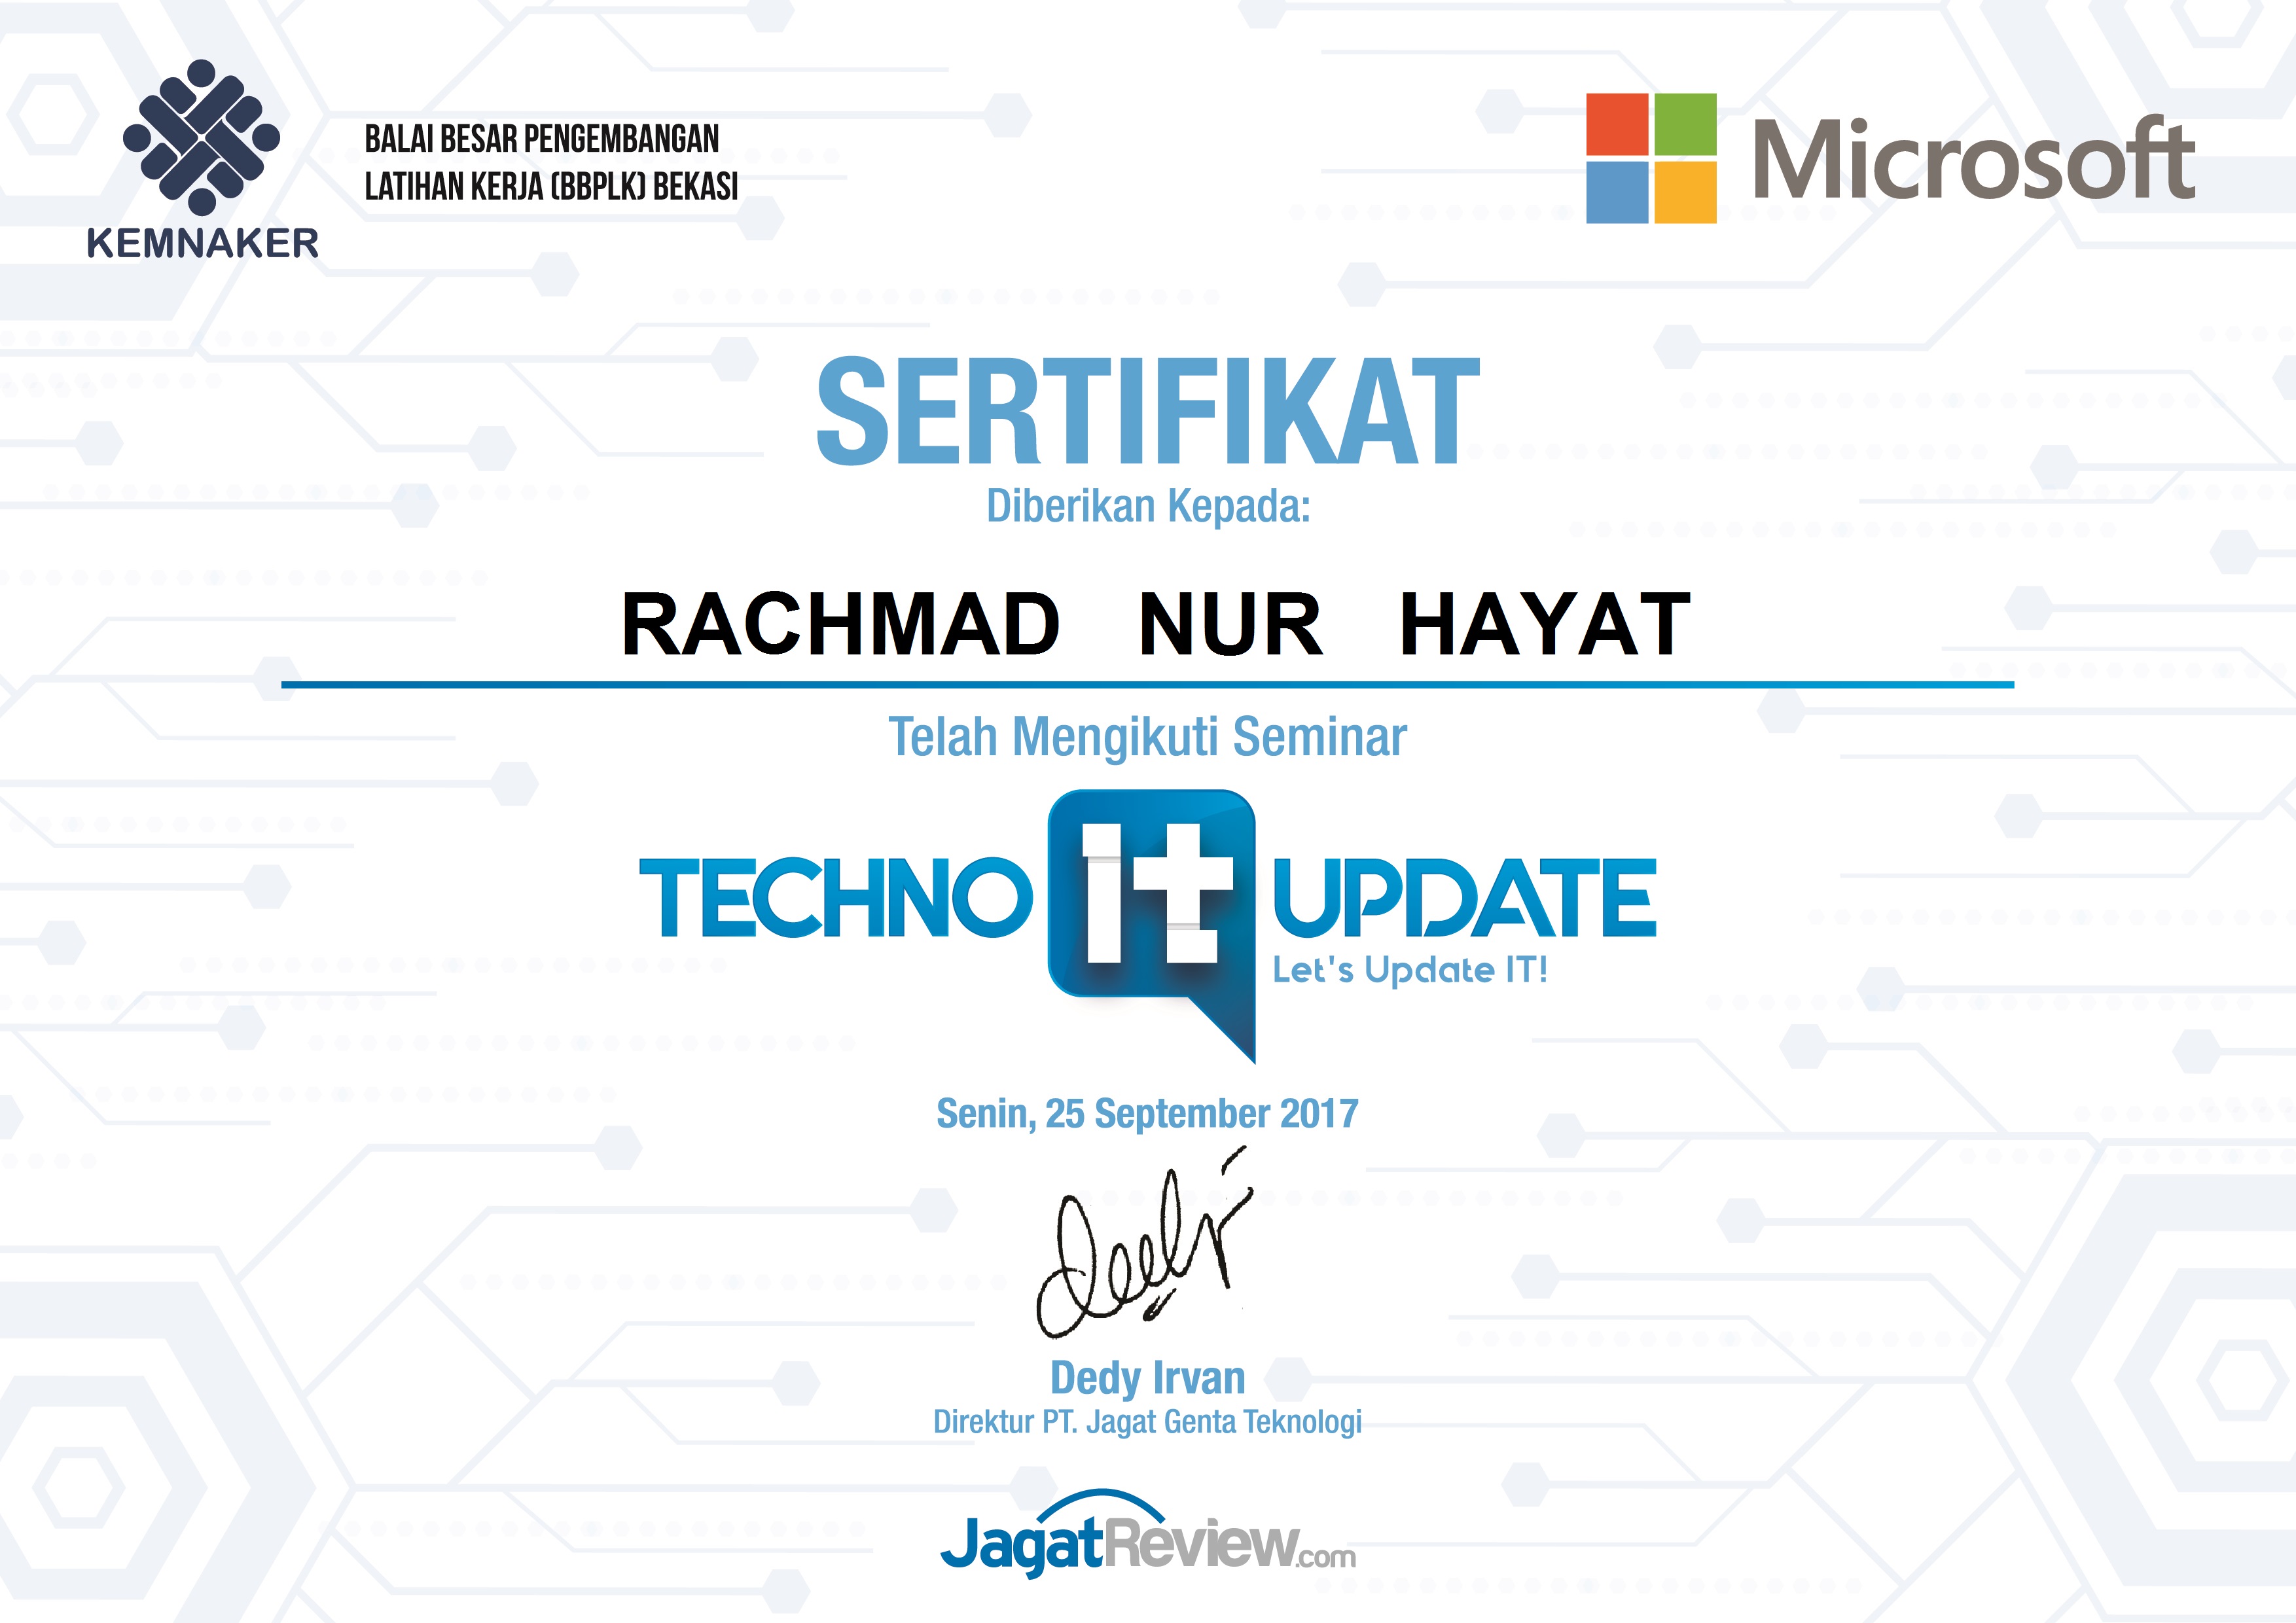 KEMNAKER
BALAI BESAR PENGEMBANGAN
LATIHAN KERJA (BBPLK) BEKASI
Microsoft
SERTIFIKAT
Diberikan Kepada:
RACHMAD NUR HAYAT
Telah Mengikuti Seminar
TECHNO it UPDATE
Let's Update IT!
Senin, 25 September 2017
Dedy Irvan
Direktur PT. Jagat Genta Teknologi
JagatReview.com